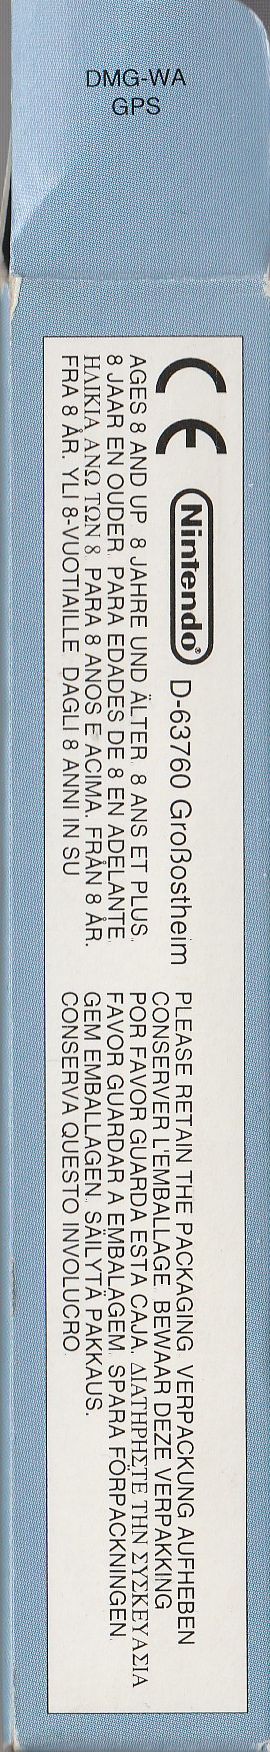 DMG-WA
GPS
CE Nintendo® D-63760 Großostheim
AGES 8 AND UP. 8 JAHRE UND ÄLTER. 8 ANS ET PLUS.
8 JAAR EN OUDER. PARA EDADES DE 8 EN ADELANTE.
ΗΛΙΚΙΑ ΑΝΩ ΤΩΝ 8. PARA 8 ANOS E ACIMA. FRÅN 8 ÅR.
FRA 8 ÅR. YLI 8-VUOTIAILLE. DAGLI 8 ANNI IN SU
PLEASE RETAIN THE PACKAGING. VERPACKUNG AUFHEBEN
CONSERVER L'EMBALLAGE. BEWAAR DEZE VERPAKKING
POR FAVOR GUARDA ESTA CAJA. ΔΙΑΤΗΡΗΣΤΕ ΤΗΝ ΣΥΣΚΕΥΑΣΙΑ
FAVOR GUARDAR A EMBALAGEM. SPARA FÖRPACKNINGEN.
GEM EMBALLAGEN. SÄILYTÄ PAKKAUS.
CONSERVA QUESTO INVOLUCRO.